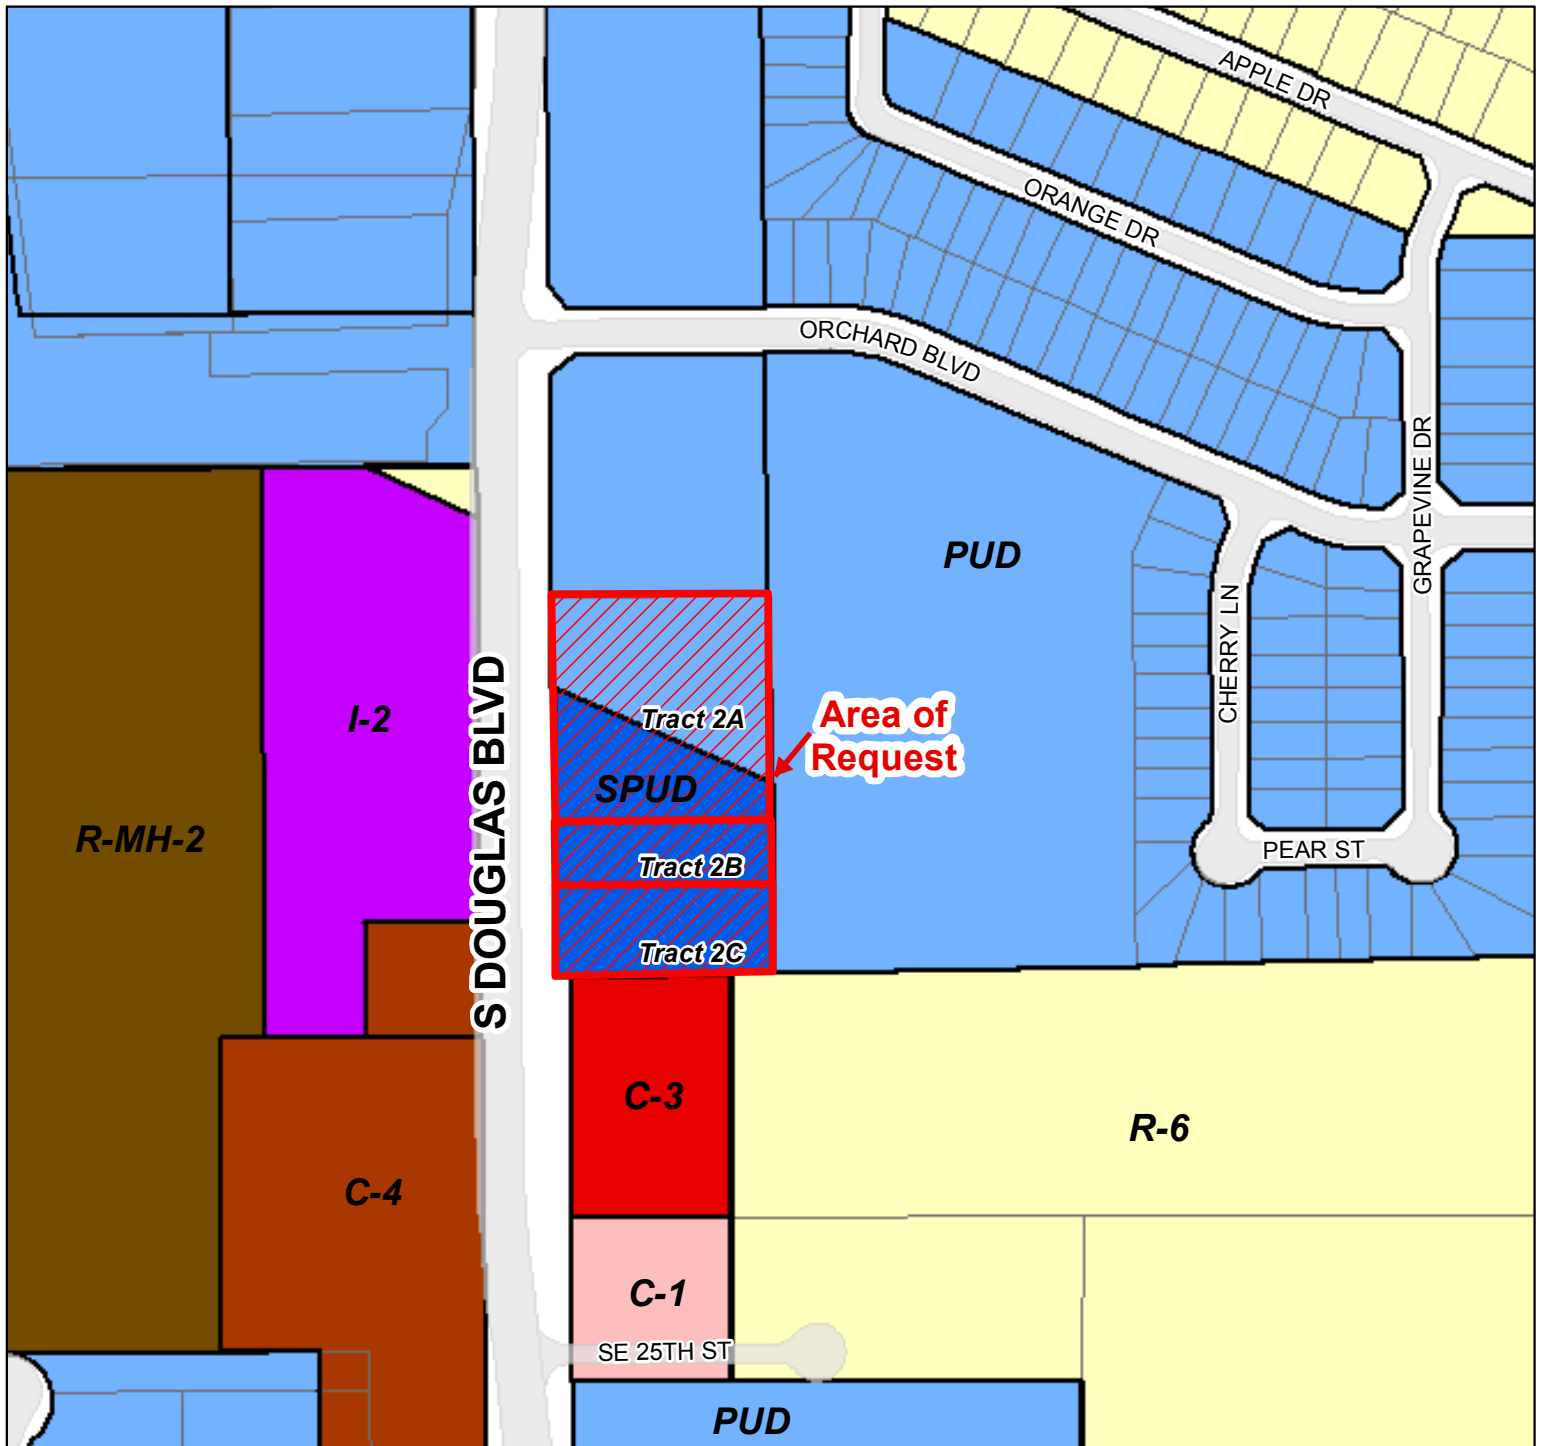 APPLE DR
ORANGE DR
ORCHARD BLVD
GRAPEVINE DR
PUD
CHERRY LN
S DOUGLAS BLVD
I-2
Tract 2A
Area of
Request
SPUD
R-MH-2
PEAR ST
Tract 2B
Tract 2C
C-3
R-6
C-4
C-1
SE 25TH ST
PUD